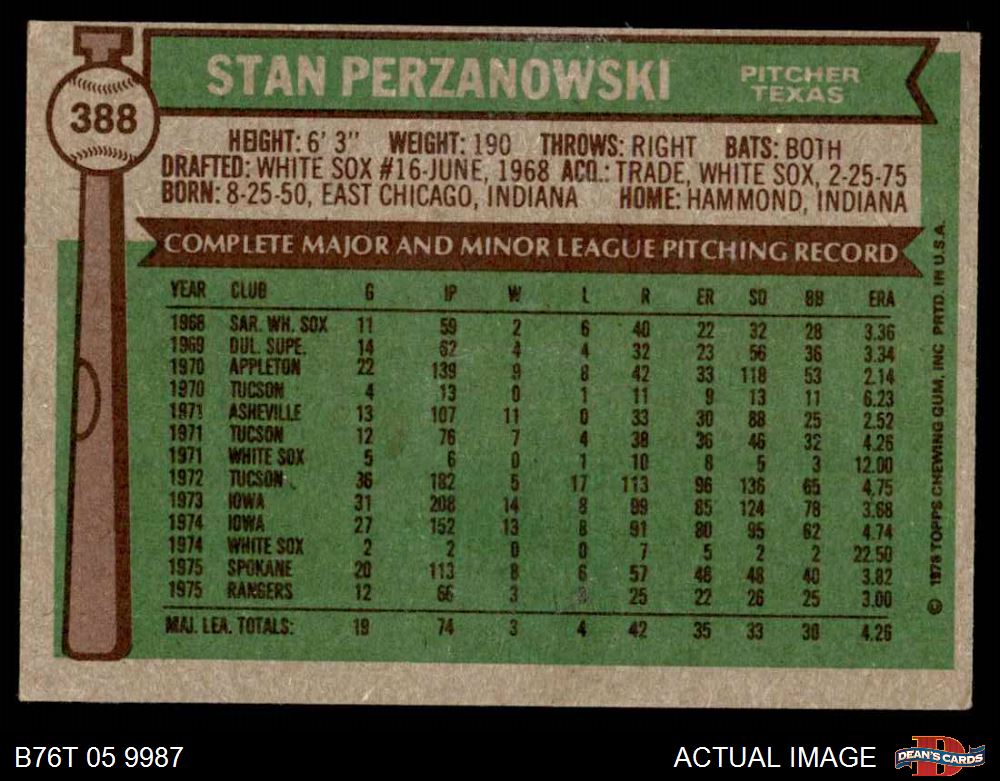 STAN PERZANOWSKI
PITCHER
TEXAS
388
HEIGHT: 6' 3" WEIGHT: 190 THROWS: RIGHT BATS: BOTH
DRAFTED: WHITE SOX #16-JUNE, 1968 ACQ.: TRADE, WHITE SOX, 2-25-75
BORN: 8-25-50, EAST CHICAGO, INDIANA HOME: HAMMOND, INDIANA
COMPLETE MAJOR AND MINOR LEAGUE PITCHING RECORD
YEAR CLUB G IP W L R ER SO BB ERA
1968 SAR. WH. SOX 11 59 2 6 40 22 32 28 3.36
1969 DUL. SUPE. 14 62 4 4 32 23 56 36 3.34
1970 APPLETON 22 139 9 8 42 33 118 53 2.14
1970 TUCSON 4 13 0 1 11 9 13 11 6.23
1971 ASHEVILLE 13 107 11 0 33 30 88 25 2.52
1971 TUCSON 12 76 7 4 38 36 46 32 4.26
1971 WHITE SOX 5 6 0 1 10 8 5 3 12.00
1972 TUCSON 36 182 5 17 113 96 136 65 4.75
1973 IOWA 31 208 14 8 99 85 124 78 3.68
1974 IOWA 27 152 13 8 91 80 95 62 4.74
1974 WHITE SOX 2 2 0 0 7 5 2 2 22.50
1975 SPOKANE 20 113 8 6 57 48 48 40 3.82
1975 RANGERS 12 66 3 25 22 26 25 3.00
MAJ. LEA. TOTALS: 19 74 3 4 42 35 33 30 4.26
© 1976 TOPPS CHEWING GUM, INC PRTD. IN U.S.A.
B76T 05 9987
ACTUAL IMAGE
D
DEAN'S CARDS